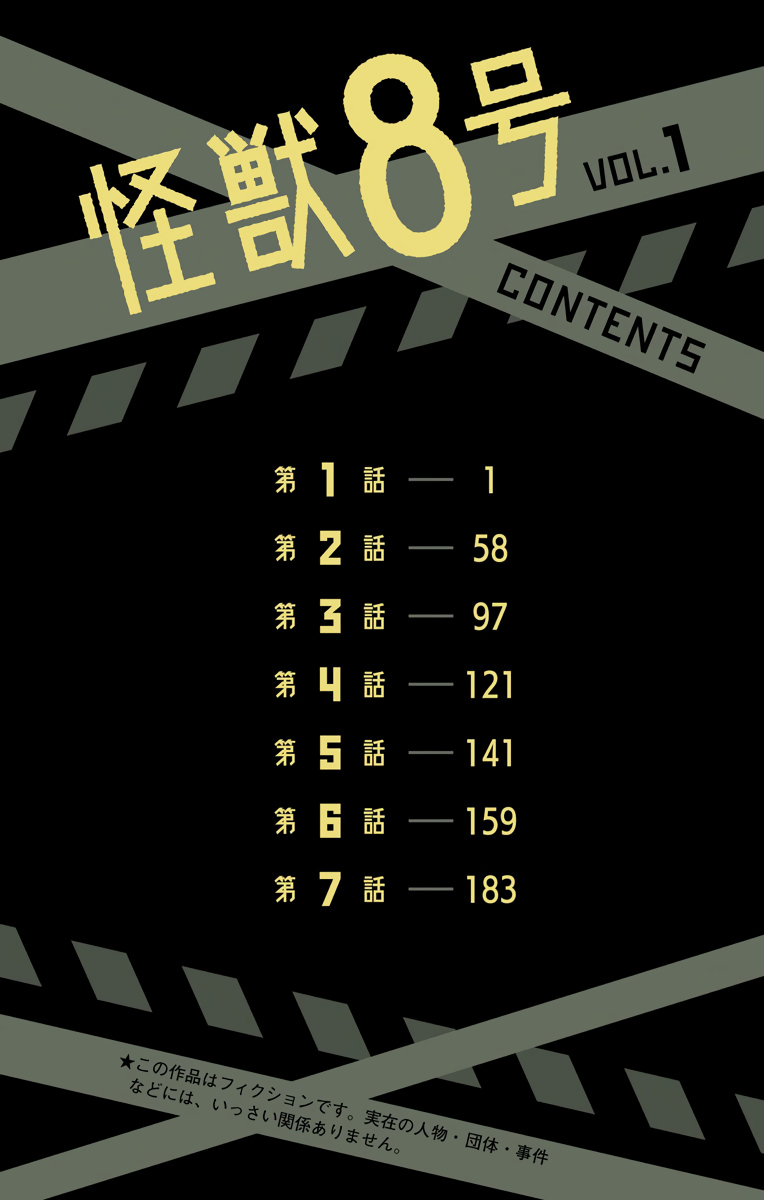 怪獣8号 VOL.1
CONTENTS
第1話 — 1
第2話 — 58
第3話 — 97
第4話 — 121
第5話 — 141
第6話 — 159
第7話 — 183
★この作品はフィクションです。実在の人物・団体・事件
などには、いっさい関係ありません。